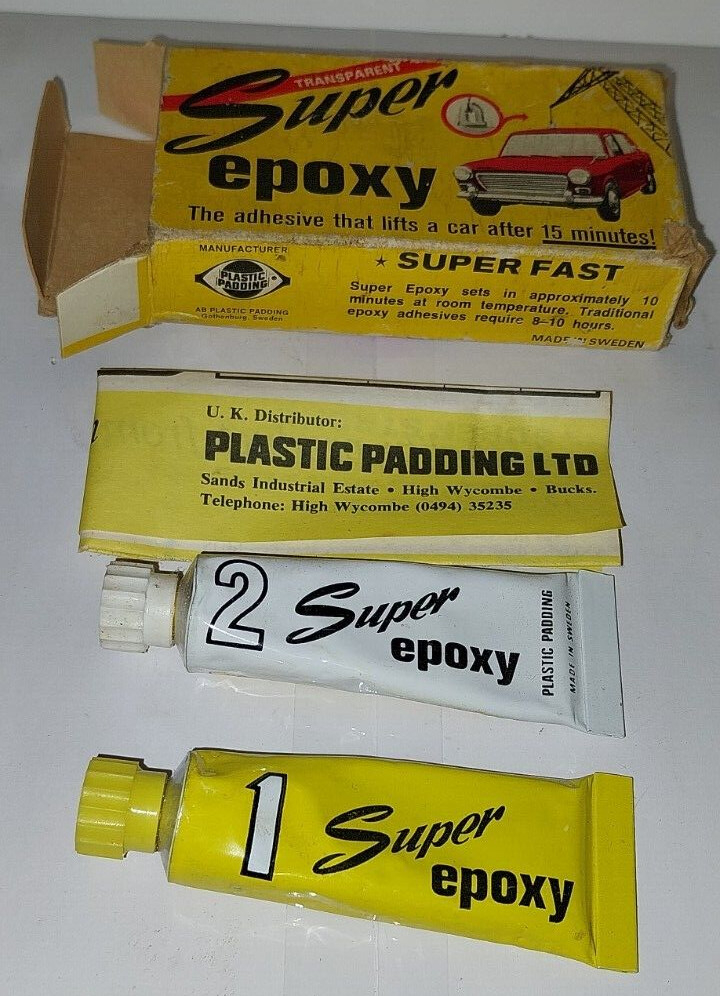 TRANSPARENT
Super
epoxy
The adhesive that lifts a car after 15 minutes!
MANUFACTURER
PLASTIC
PADDING
AB PLASTIC PADDING
Gothenburg, Sweden
★ SUPER FAST
Super Epoxy sets in approximately 10
minutes at room temperature. Traditional
epoxy adhesives require 8–10 hours.
MADE IN SWEDEN
U. K. Distributor:
PLASTIC PADDING LTD
Sands Industrial Estate • High Wycombe • Bucks.
Telephone: High Wycombe (0494) 35235
2 Super
epoxy
PLASTIC PADDING
MADE IN SWEDEN
1 Super
epoxy